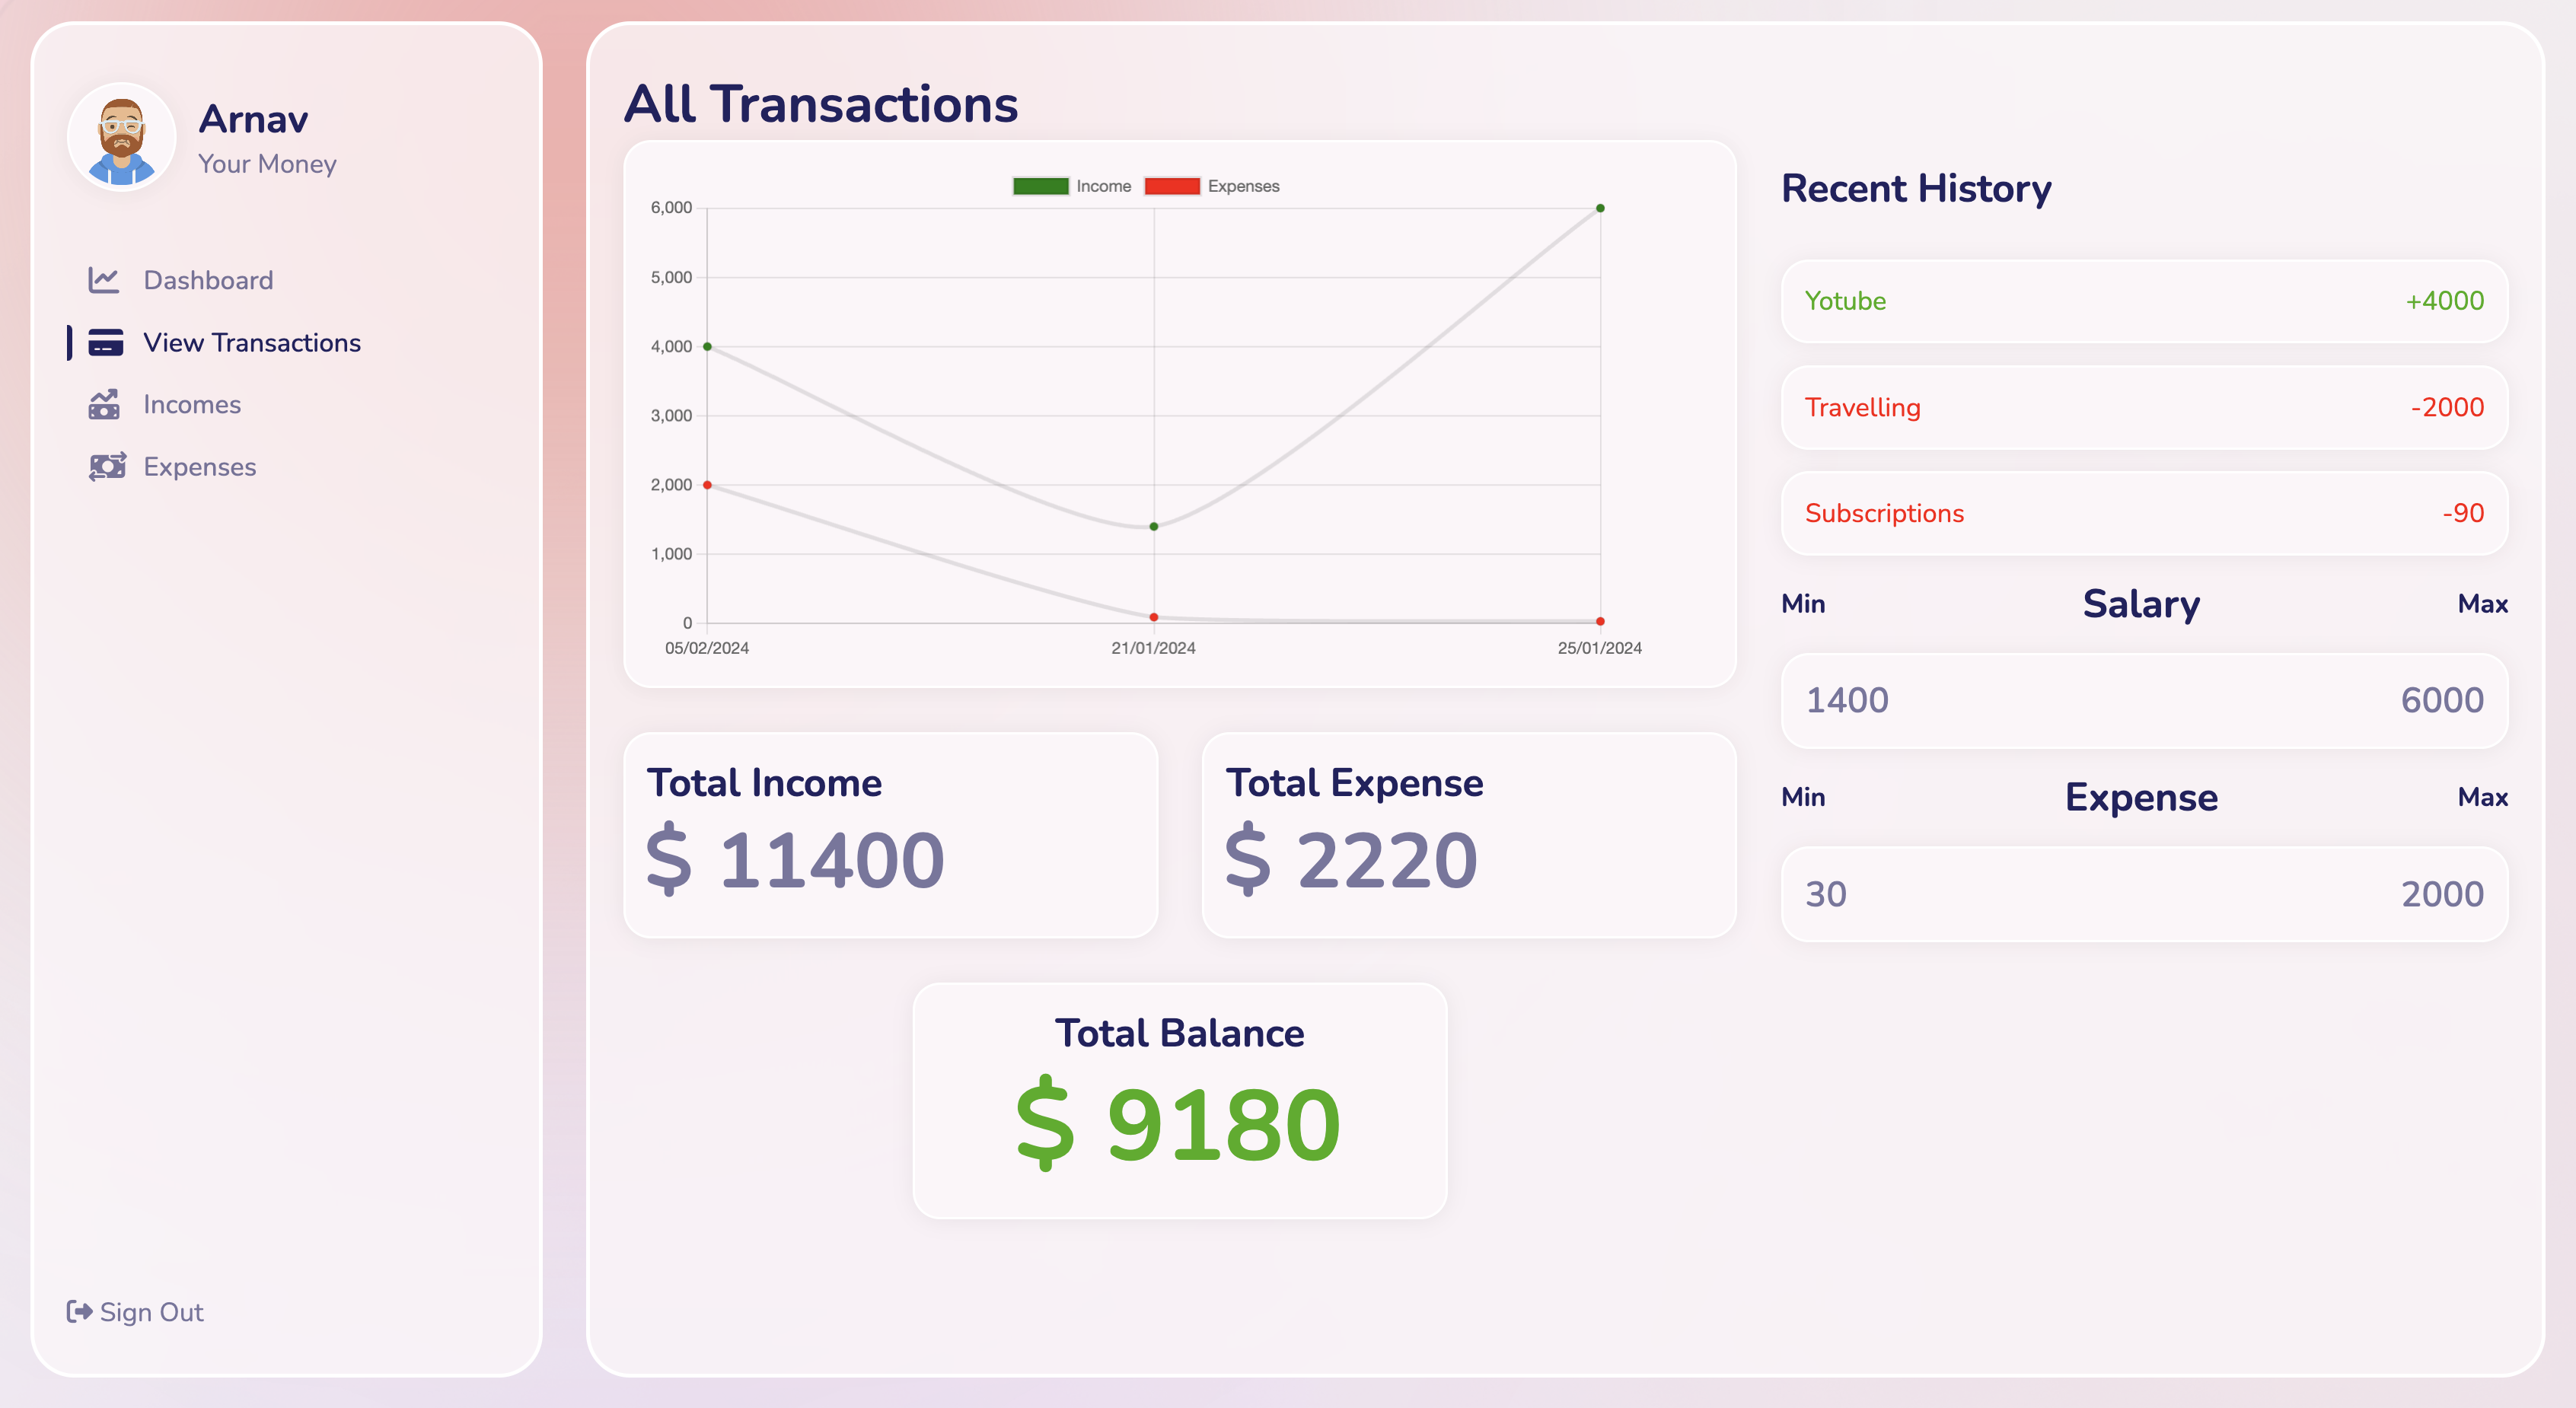 Arnav
Your Money
Dashboard
View Transactions
Incomes
Expenses
Sign Out
All Transactions
Income Expenses
6,000
5,000
4,000
3,000
2,000
1,000
0
05/02/2024 21/01/2024 25/01/2024
Total Income
$ 11400
Total Expense
$ 2220
Total Balance
$ 9180
Recent History
Yotube +4000
Travelling -2000
Subscriptions -90
Min Salary Max
1400 6000
Min Expense Max
30 2000